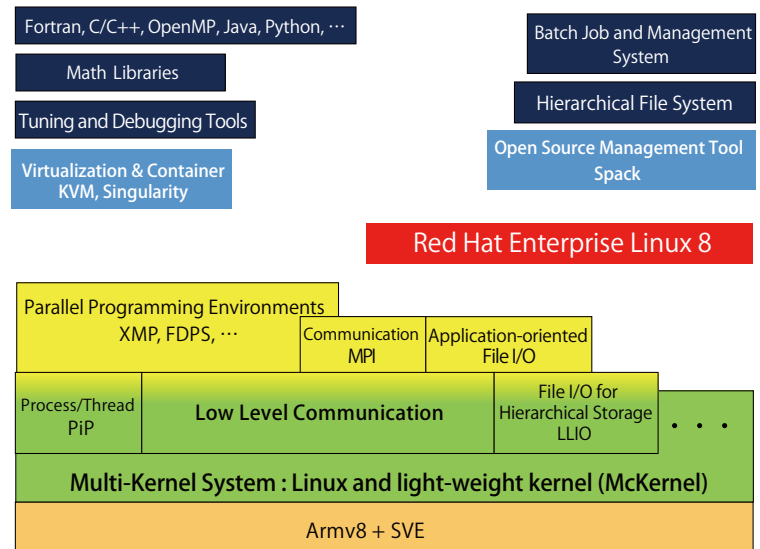 Fortran, C/C++, OpenMP, Java, Python, ⋯
Math Libraries
Tuning and Debugging Tools
Virtualization & Container
KVM, Singularity
Batch Job and Management
System
Hierarchical File System
Open Source Management Tool
Spack
Red Hat Enterprise Linux 8
Parallel Programming Environments
XMP, FDPS, ⋯
Communication
MPI
Application-oriented
File I/O
Process/Thread
PiP
Low Level Communication
File I/O for
Hierarchical Storage
LLIO
・・・
Multi-Kernel System : Linux and light-weight kernel (McKernel)
Armv8 + SVE